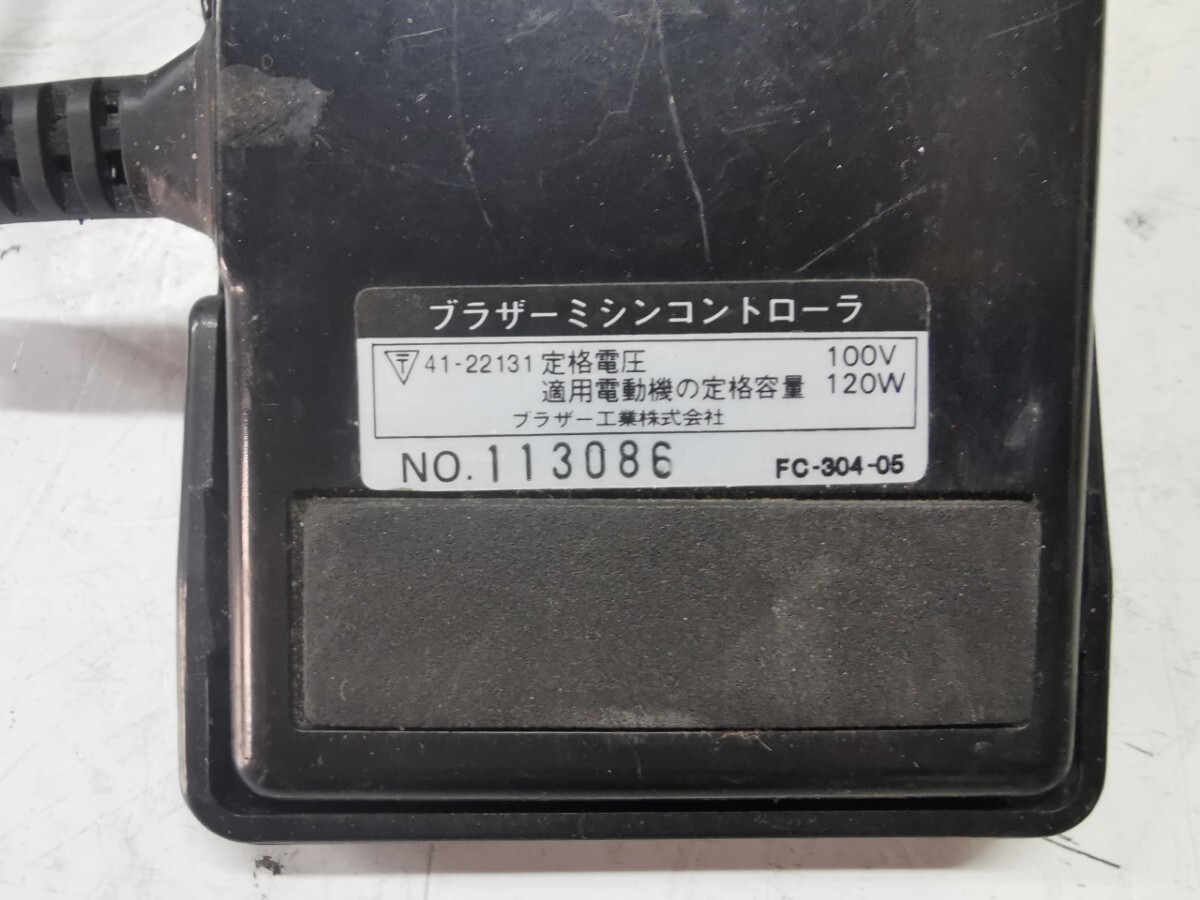 ブラザーミシンコントローラ
〒 41-22131 定格電圧 100V
適用電動機の定格容量 120W
ブラザー工業株式会社
NO. 113086 FC-304-05